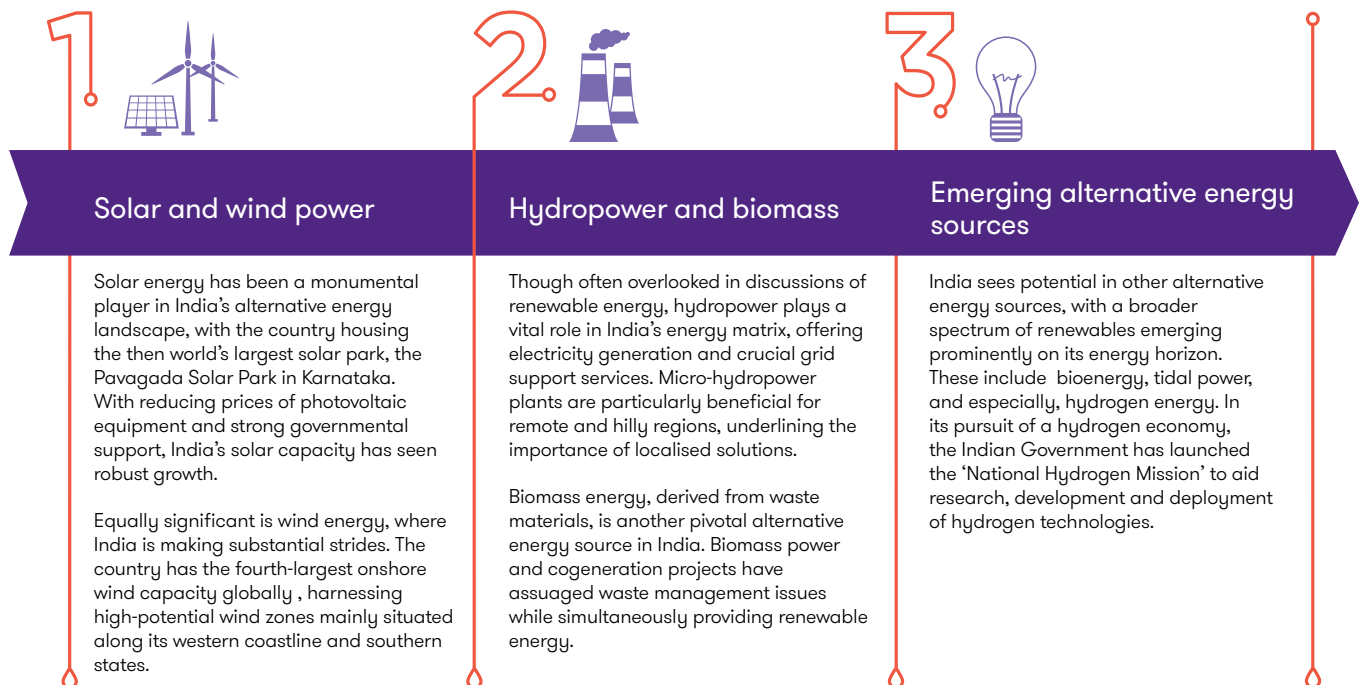 1
Solar and wind power
Solar energy has been a monumental
player in India's alternative energy
landscape, with the country housing
the then world's largest solar park, the
Pavagada Solar Park in Karnataka.
With reducing prices of photovoltaic
equipment and strong governmental
support, India's solar capacity has seen
robust growth.
Equally significant is wind energy, where
India is making substantial strides. The
country has the fourth-largest onshore
wind capacity globally , harnessing
high-potential wind zones mainly situated
along its western coastline and southern
states.
2
Hydropower and biomass
Though often overlooked in discussions of
renewable energy, hydropower plays a
vital role in India's energy matrix, offering
electricity generation and crucial grid
support services. Micro-hydropower
plants are particularly beneficial for
remote and hilly regions, underlining the
importance of localised solutions.
Biomass energy, derived from waste
materials, is another pivotal alternative
energy source in India. Biomass power
and cogeneration projects have
assuaged waste management issues
while simultaneously providing renewable
energy.
3
Emerging alternative energy
sources
India sees potential in other alternative
energy sources, with a broader
spectrum of renewables emerging
prominently on its energy horizon.
These include  bioenergy, tidal power,
and especially, hydrogen energy. In
its pursuit of a hydrogen economy,
the Indian Government has launched
the 'National Hydrogen Mission' to aid
research, development and deployment
of hydrogen technologies.